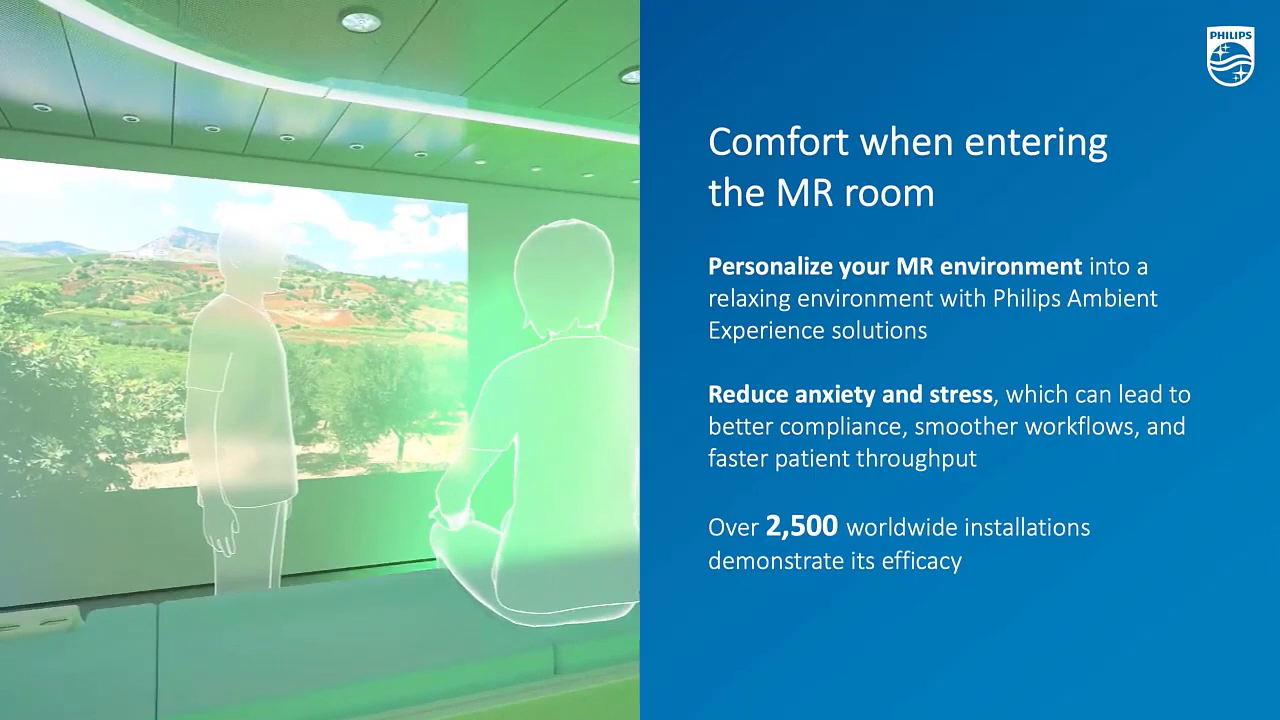 PHILIPS
Comfort when entering
the MR room
Personalize your MR environment into a
relaxing environment with Philips Ambient
Experience solutions
Reduce anxiety and stress, which can lead to
better compliance, smoother workflows, and
faster patient throughput
Over 2,500 worldwide installations
demonstrate its efficacy